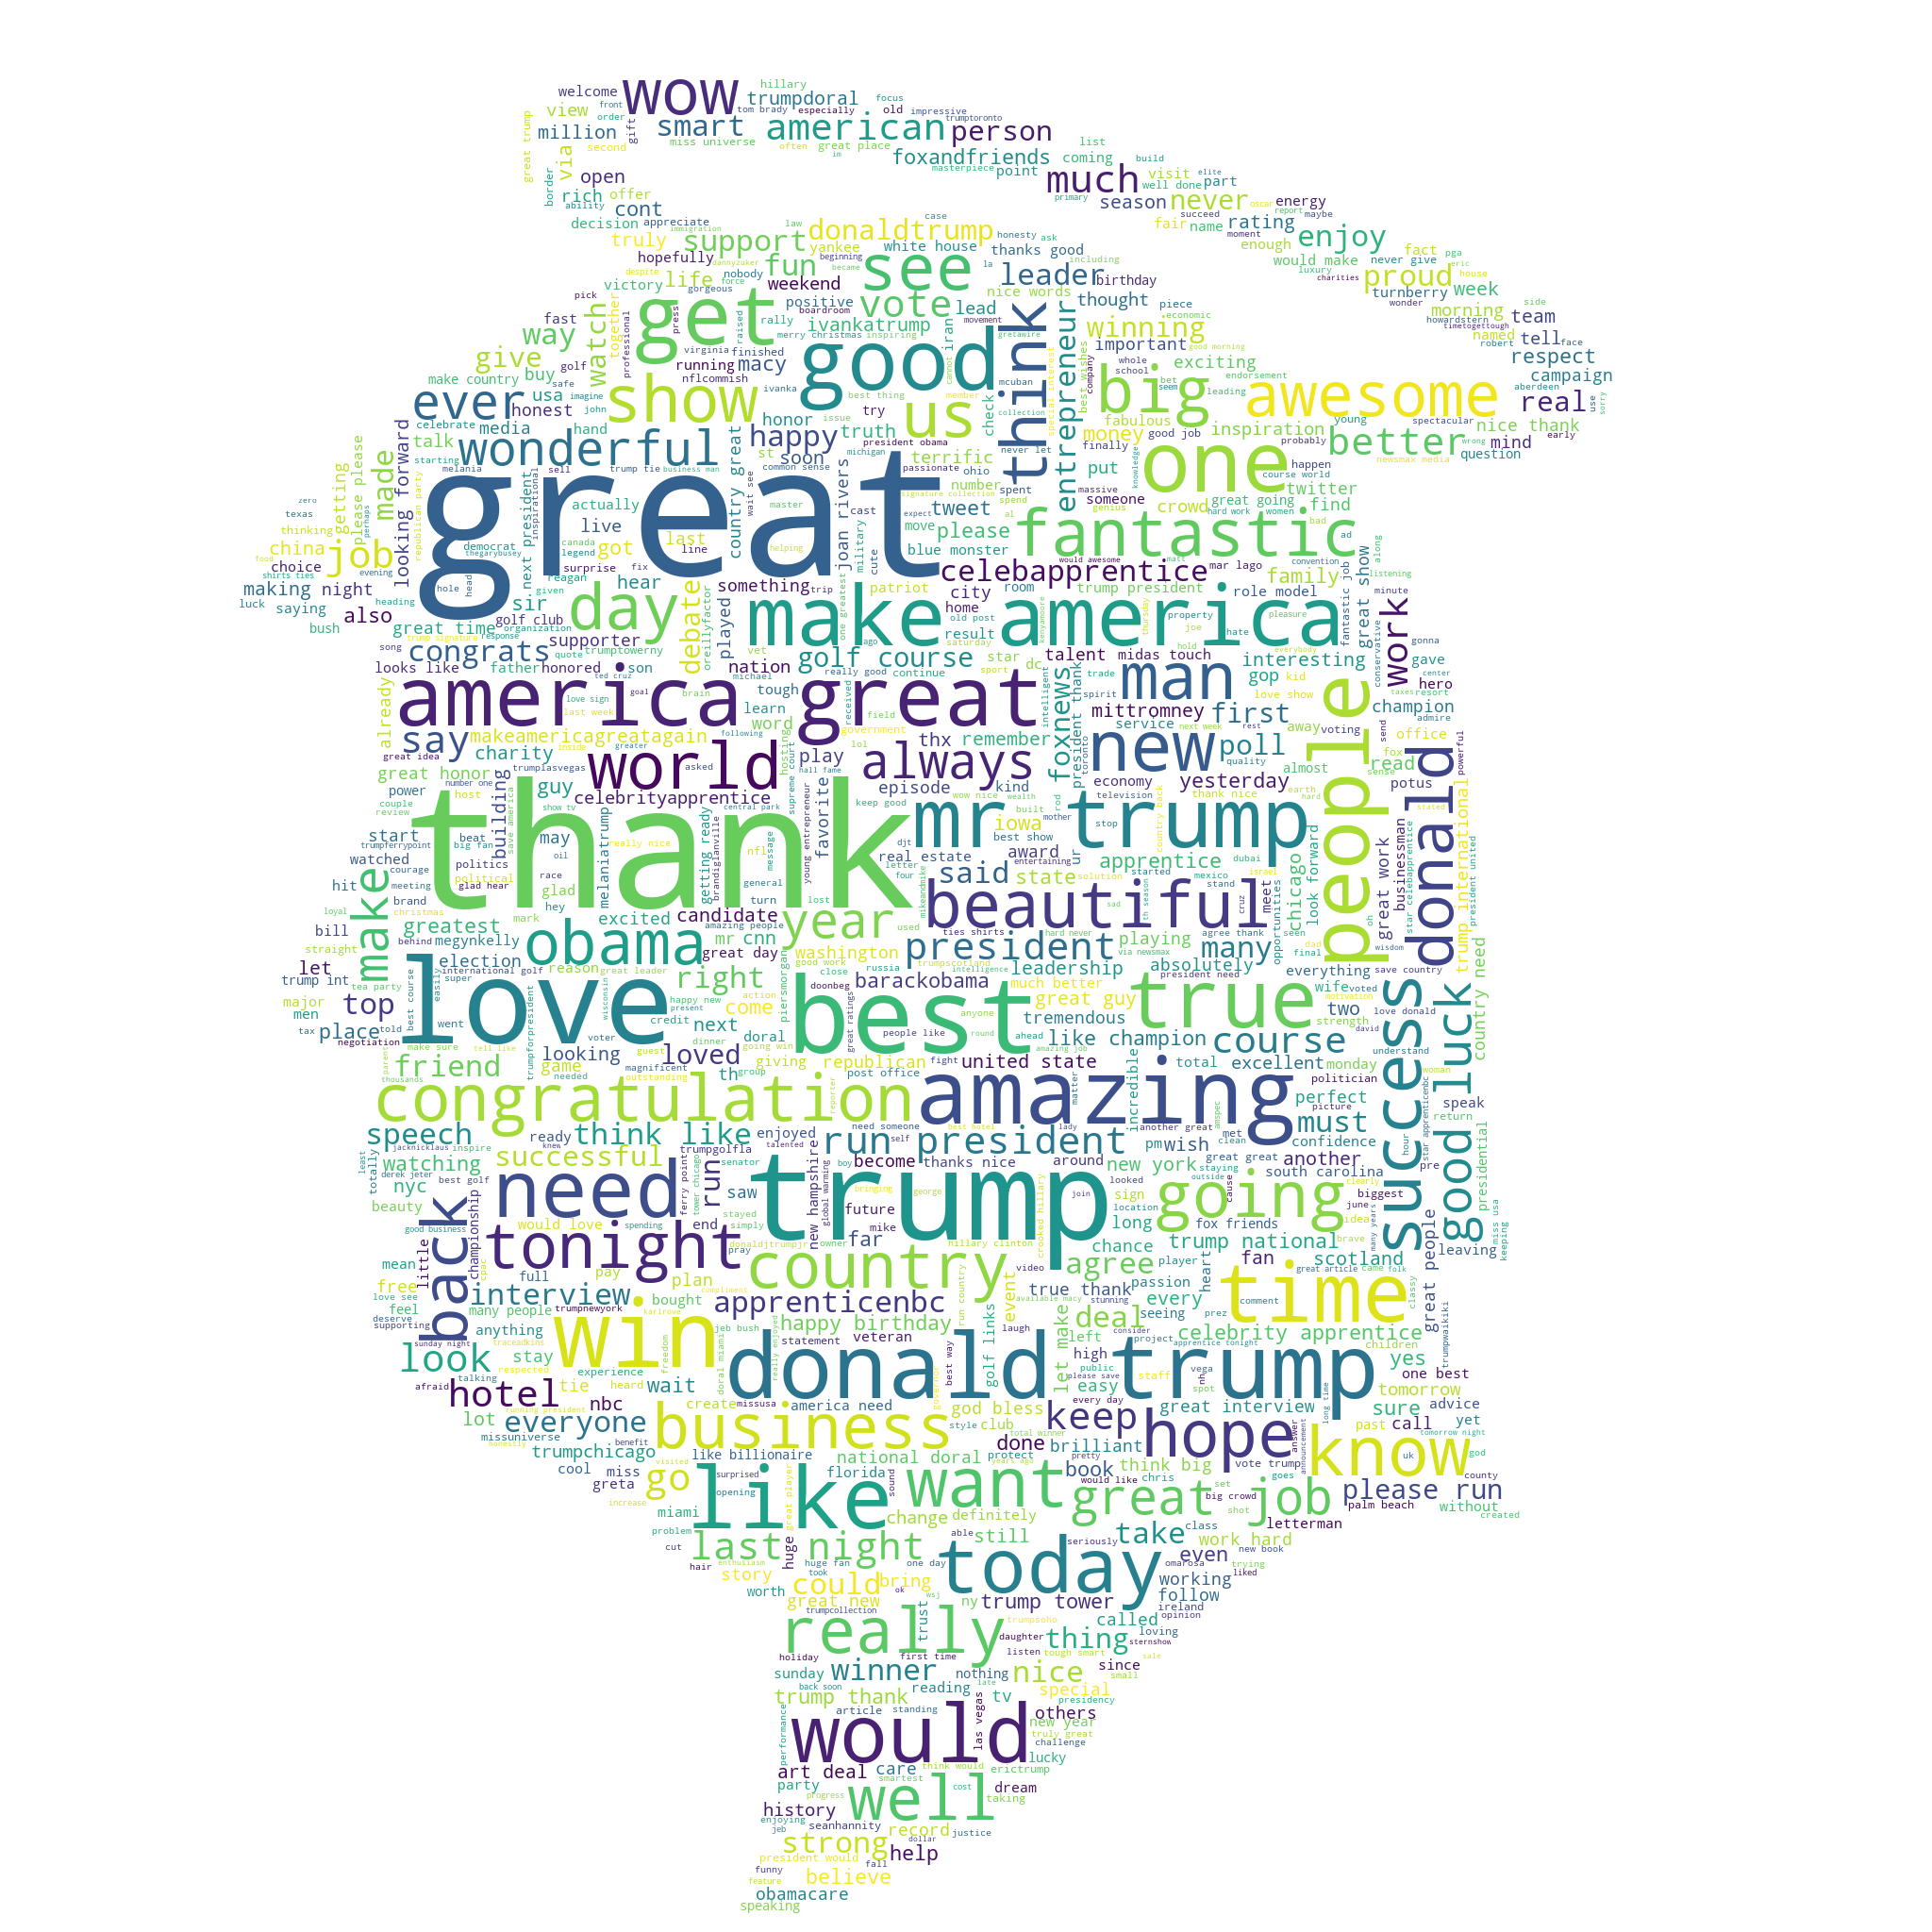 wow
welcome
hillary
trumpdoral
focus
view
million
smart
american
person
tom brady
especially
old
impressive
trumptoronto
front
order
gift
via
second
great trump
miss universe
often
great place
foxandfriends
masterpiece
point
coming
list
build
much
well done
visit
part
elite
open
rich
offer
border
ability
cont
decision
appreciate
season
never
energy
primary
succeed
oscar
report
maybe
truly
immigration
support
donaldtrump
law
case
yankee
white house
honesty
ask
thanks good
fair
name
rating
enjoy
moment
enough
fact
pga
hopefully
fun
see
leader
including
would make
never give
eric
proud
house
luxury
charities
despite
nobody
dannyzuker
beginning
became
victory
life
force
gorgeous
weekend
vote
nice words
birthday
turnberry
week
wonder
pick
get
positive
boardroom
lead
thought
piece
morning
side
howardstern
team
timetogettough
fast
together
professional
press
raised
rally
ivankatrump
movement
iran
think
entrepreneur
winning
economic
named
robert
tell
face
way
watch
virginia
merry christmas
inspiring
good
gretawire
good morning
important
respect
give
golf
running
finished
macy
cannot
best wishes
exciting
whole
school
campaign
make country
buy
usa
nflcommish
ivanka
mcuban
company
big
endorsement
aberdeen
ever
honest
safe
imagine
john
show
best thing
member
us
special interest
bet
seem
leading
awesome
real
use
sorry
celebrate
media
hand
honor
issue
try
collection
check
fabulous
young
spectacular
talk
wonderful
happy
truth
president obama
never let
money
good job
inspiration
probably
better
wrong
nice thank
early
made
starting
melania
sell
trump tie
business man
country great
soon
st
common sense
michigan
terrific
passionate
ohio
finally
put
knowledge
one
happen
mind
newsmax media
question
getting
please please
looking forward
republican party
great
wait see
master
joan rivers
number
signature collection
spent
massive
someone
course world
twitter
zero
texas
perhaps
inspirational
actually
next president
cast
tweet
spend
expect
al
genius
crowd
great going
hard work
women
find
bad
thinking
china
job
thegarybusey
democrat
canada
legend
live
got
last
line
helping
move
please
fantastic
ad
along
food
evening
shirts ties
choice
making
night
hole
head
reagan
surprise
fix
military
blue monster
would awesome
matt
convention
listening
luck
saying
heading
given
hear
something
trip
cute
celebapprentice
mar lago
family
fantastic job
great show
bush
also
sir
day
golf club
patriot
city
room
trump president
role model
minute
great time
organization
debate
played
one greatest
home
old post
property
pleasure
thursday
kenyanmoore
make america
trump signature
response
song
congrats
supporter
quote
trumptowerny
oreillyfactor
ago
result
saturday
joe
hate
everybody
conservative
gonna
work
looks like
father
honored
son
nation
vet
golf course
star
dc
talent
midas touch
interesting
gave
ted cruz
michael
really good
continue
sport
president thank
hold
trade
gop
kid
taxes
center
hero
already
love sign
goal
brain
tough
received
intelligent
man
spirit
love show
resort
america great
last week
learn
field
foxnews
mittromney
first
champion
admire
say
makeamericagreatagain
government
word
following
thx
remember
service
next week
away
voting
send
office
great idea
charity
inside
greater
world
hosting
play
lol
always
new
toronto
rest
poll
fox
read
powerful
people
donald
great honor
trumplasvegas
asked
hall fame
supreme court
episode
kind
economy
quality
yesterday
almost
sense
potus
power
number one
guy
celebrityapprentice
wow nice
television
thank nice
earth
hard
stated
couple
review
host
show tv
central park
keep good
wealth
rod
built
mother
country back
start
save america
building
thank
favorite
djt
mr trump
trumpferrypoint
beat
big fan
may
melaniatrump
really nice
young entrepreneur
message
best show
iowa
stop
entertaining
great work
businessman
trump international
watched
courage
politics
oil
getting ready
brandiglanville
nfl
real estate
award
ur
apprentice
dubai
chicago
look forward
hit
meeting
political
race
glad hear
glad
general
letter
four
said
state
started
mexico
israel
president united
loyal
brand
christmas
make
hey
turn
mikeandmike
solution
stand
meet
opportunities
star celebapprentice
bill
greatest
mark
excited
candidate
lost
year
beautiful
sad
th season
cruz
oh
dad
wisdom
straight
behind
megynkelly
amazing people
used
ties shirts
hard never
agree thank
seen
final
let
election
reason
mr cnn
great day
good work
washington
president
playing
many
country need
trump int
international golf
great leader
obama
right
close
trumpscotland
via newsmax
president need
save country
tea party
easily
super
wisconsin
russia
intelligence
leadership
absolutely
everything
motivation
major
men
top
best course
love
happy new
action
present
piersmorgan
doonbeg
barackobama
much better
great guy
wife
voted
love donald
tax
told
place
went
trumpforpresident
credit
come
great ratings
best
anyone
tremendous
true
two
strength
david
negotiation
voter
next
doral
people like
round
ahead
like champion
course
success
good luck
make sure
tell like
looking
loved
dinner
going win
giving
republican
fight
amazing job
united state
total
excellent
monday
understand
friend
parent
game
guest
magnificent
th
group
post office
matter
incredible
politician
woman
thousands
needed
outstanding
reporter
amazing
amspec
perfect
picture
congratulation
must
speak
return
speech
think like
enjoyed
talented
need someone
best hotel
lady
another great
met
star apprenticenbc
jacknicklaus
inspire
ready
knew
self
run president
pm
clean
wish
confidence
hour
presidential
least
totally
watching
successful
trumpgolfla
run
new hampshire
become
thanks nice
around
great great
another
pre
miss usa
nyc
derek jeter
best golf
senator
boy
trump
new york
staying
south carolina
clearly
keeping
beauty
championship
need
ferry point
tower chicago
saw
global warming
bringing
george
join
looked
sign
going
outside
cause
biggest
june
many years
good business
would love
spending
stayed
future
location
fox friends
idea
leaving
back
little
tonight
end
simply
mike
crooked hillary
long
brave
mean
cpac
donaldjtrumpjr
owner
far
hillary clinton
chance
trump national
fan
scotland
free
full
pay
pray
plan
country
video
agree
player
great article
came
folk
classy
great people
love see
feel
deserve
interview
bought
compliment
event
true thank
passion
heart
time
many people
trumpnewyork
karlrove
apprenticenbc
run country
available macy
stunning
every
seeing
prez
comment
supporting
sunday night
anything
traceadkins
win
jeb bush
happy birthday
golf links
laugh
deal
consider
celebrity apprentice
trumpwaikiki
look
stay
freedom
doral miami
really enjoyed
statement
veteran
left
let make
project
apprentice tonight
children
yes
talking
respected
experience
donald trump
best way
high
public
vega
staff
one best
afraid
hotel
tie
heard
wait
please save
easy
nh
spot
tomorrow
long time
running president
nbc
create
missusa
america need
governor
god bless
every day
great interview
sure
advice
lot
everyone
business
style
club
keep
hope
answer
past
call
yet
missuniverse
honestly
trumpchicago
benefit
like billionaire
national doral
total winner
protect
done
brilliant
pretty
vote trump
announcement
uk
know
tomorrow night
god
cool
miss
visited
go
surprised
florida
years ago
book
think big
goes
county
greta
opening
great player
sound
like
want
would like
chris
set
please run
palm beach
increase
miami
change
definitely
big crowd
great job
shot
without
created
problem
last night
huge
able
still
seriously
take
class
letterman
work hard
cut
hair
enthusiasm
huge fan
one day
today
even
new book
story
took
could
bring
ok
wsj
omarosa
trying
liked
working
worth
great new
ny
trump tower
follow
ireland
trumpcollection
trust
trumpsoho
called
opinion
really
daughter
thing
loving
sternshow
holiday
first time
listen
tough smart
since
sale
sunday
winner
nothing
nice
small
back soon
reading
late
special
trump thank
tv
presidency
performance
article
standing
las vegas
others
new year
would
truly great
challenge
think would
lucky
art deal
care
erictrump
party
smartest
cost
dream
progress
well
taking
history
enjoying
jeb
seanhannity
record
justice
strong
dollar
help
president would
funny
fall
believe
feature
obamacare
speaking